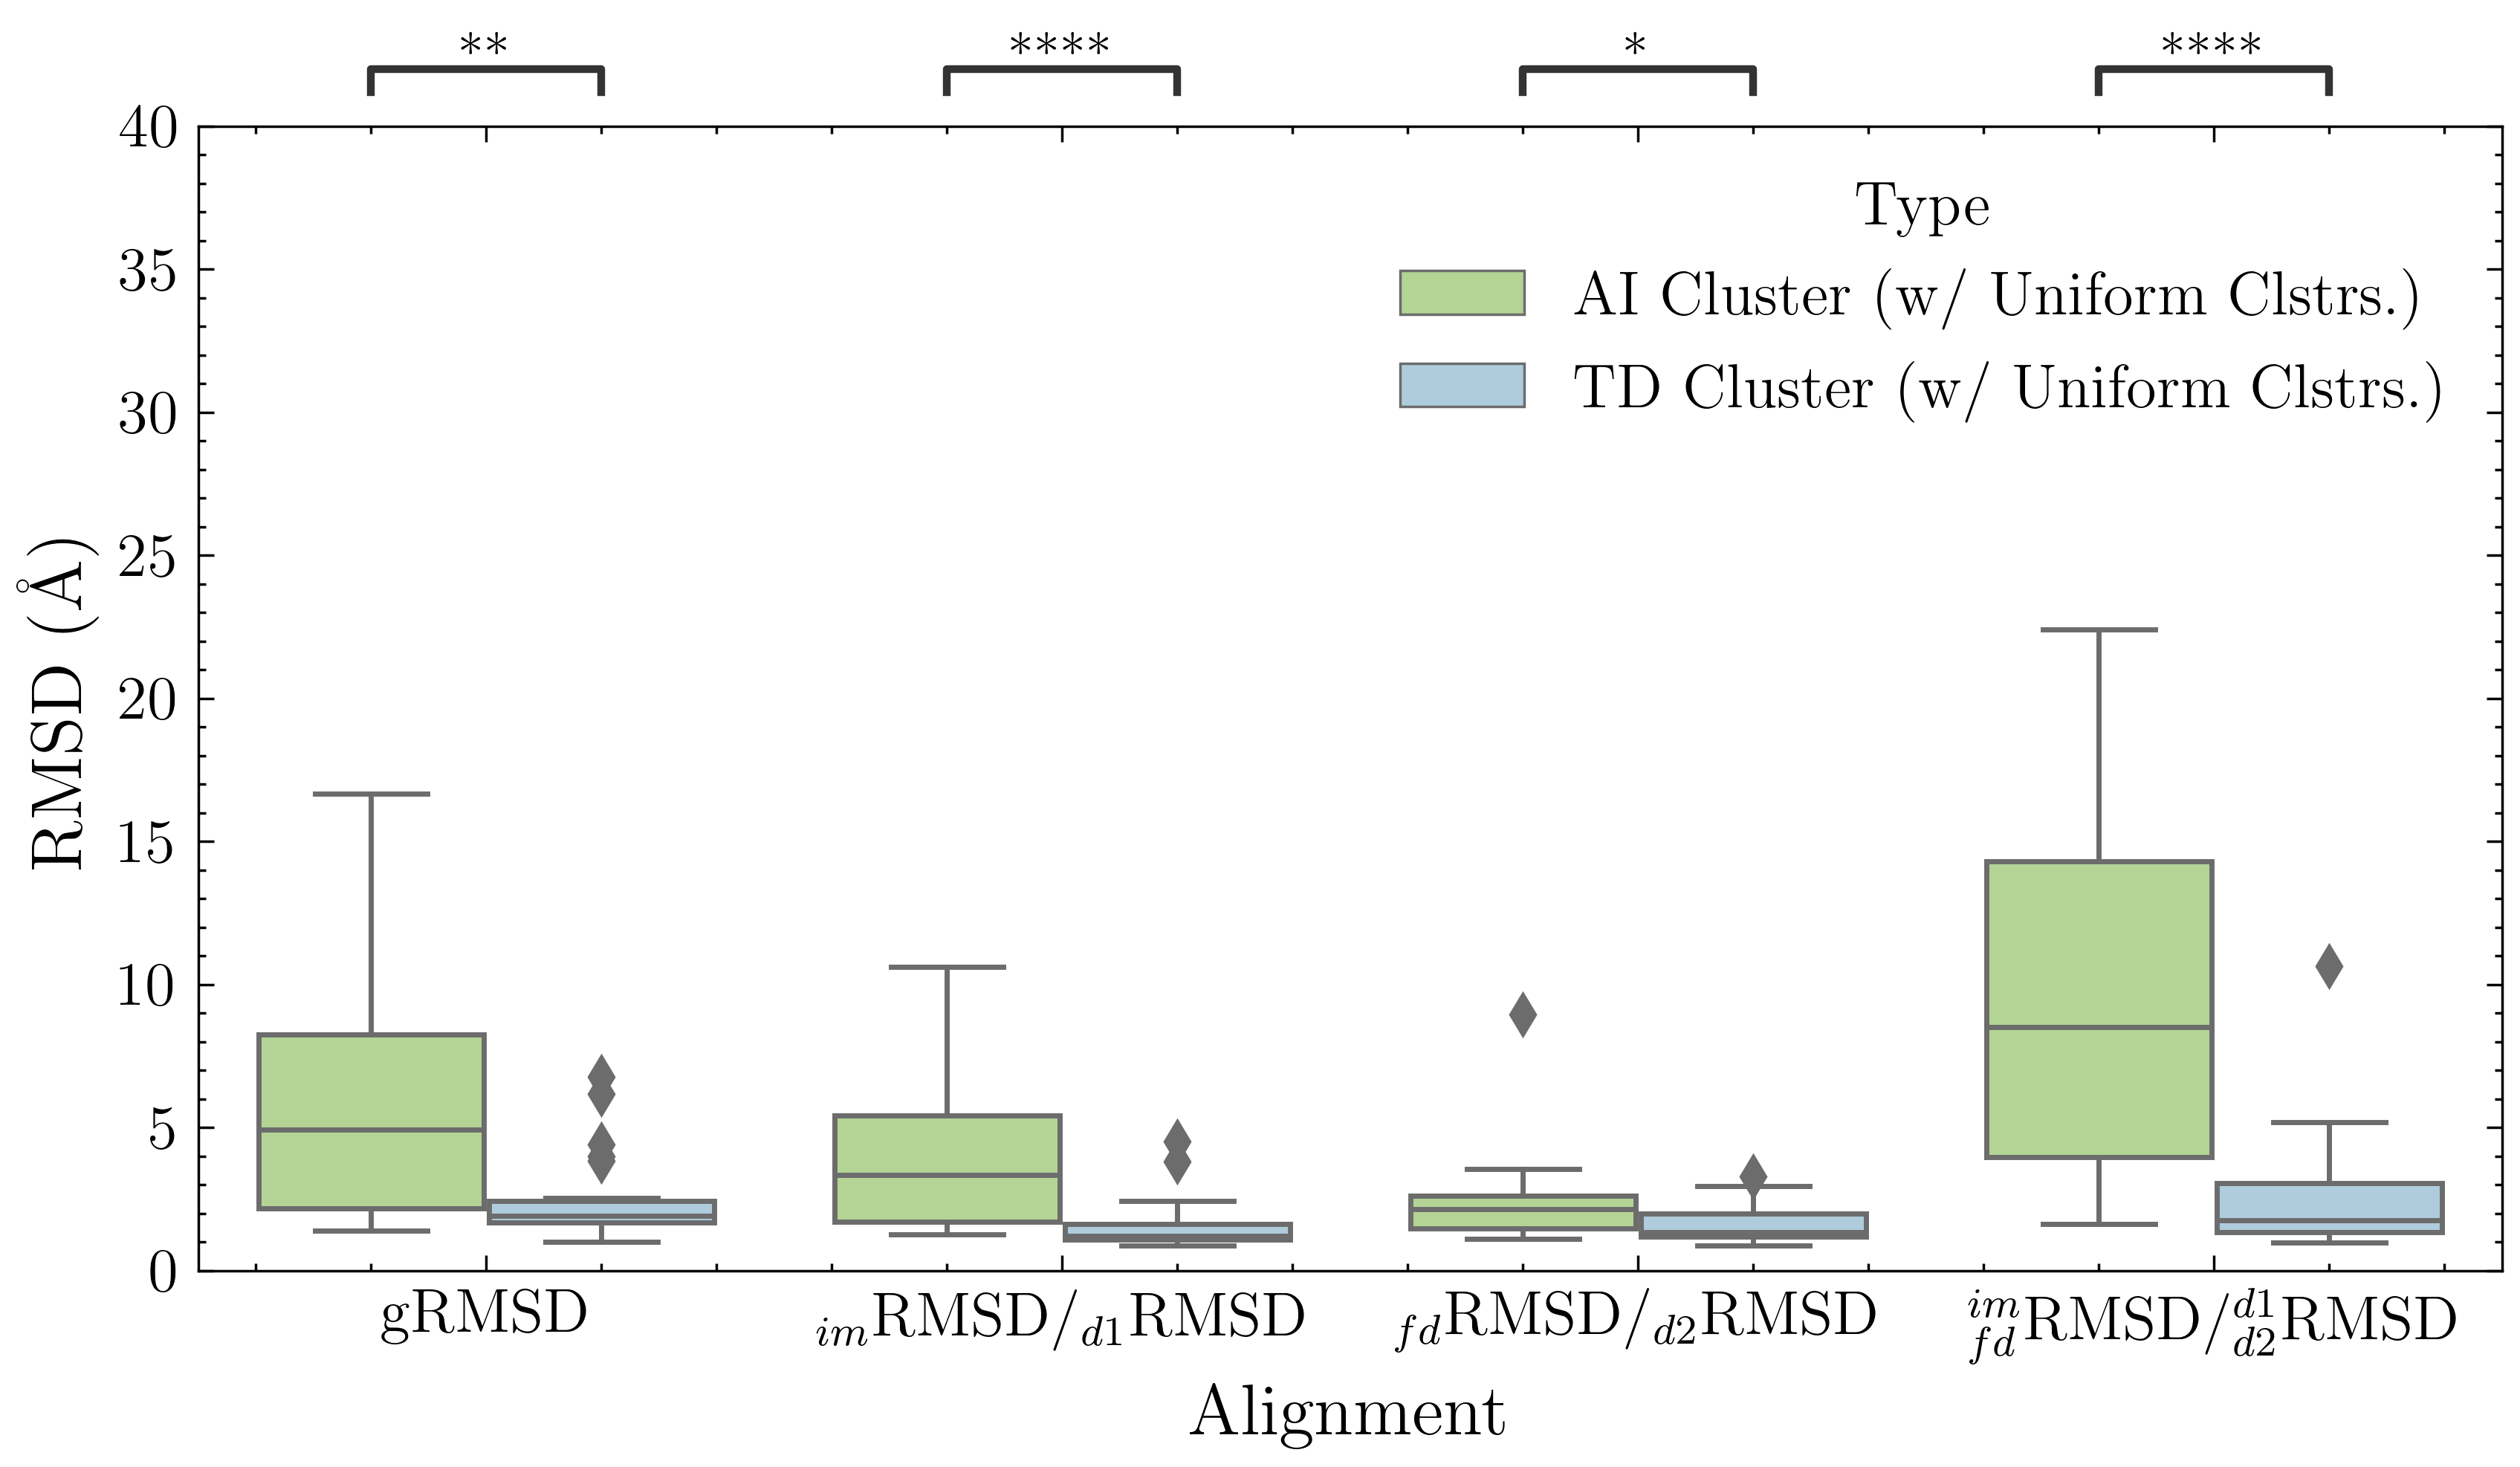 ** **** * ****
40
35
30
25
20
15
10
5
0
RMSD (Å)
Type
AI Cluster (w/ Uniform Clstrs.)
TD Cluster (w/ Uniform Clstrs.)
gRMSD
imRMSD/d1RMSD
fdRMSD/d2RMSD
im fdRMSD/d1 d2RMSD
Alignment